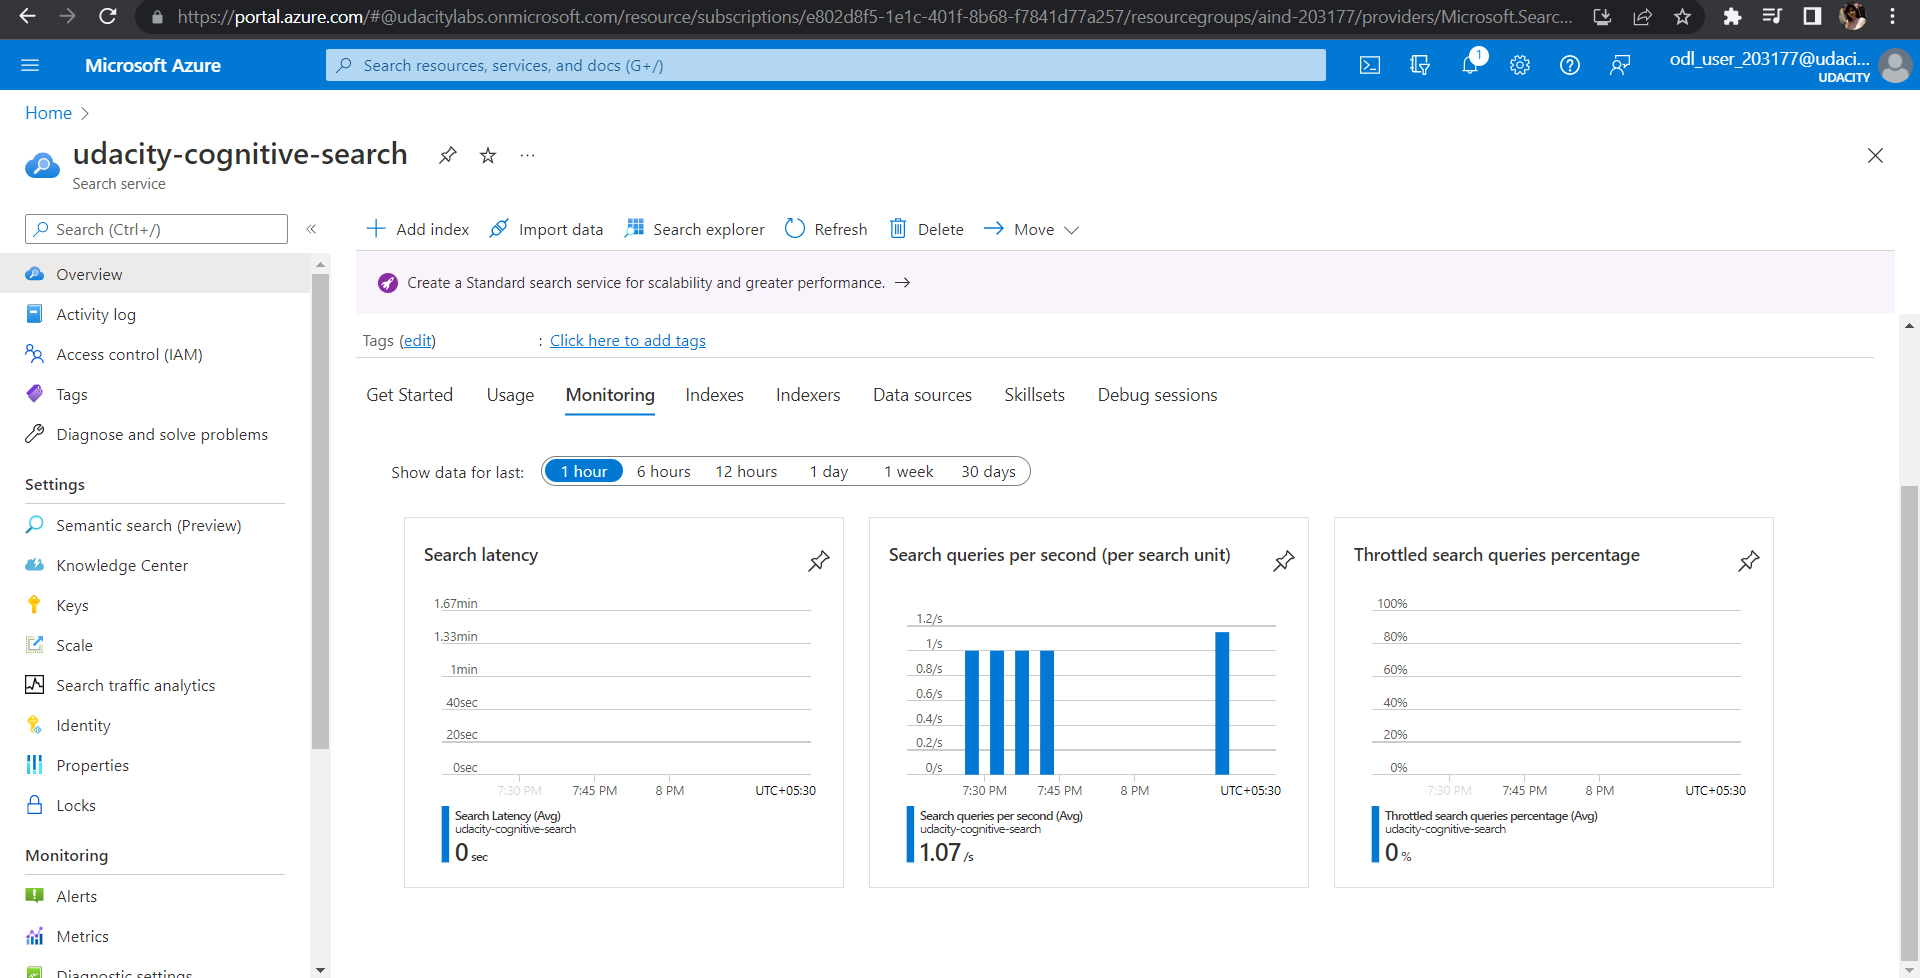 https://portal.azure.com/#@udacitylabs.onmicrosoft.com/resource/subscriptions/e802d8f5-1e1c-401f-8b68-f7841d77a257/resourcegroups/aind-203177/providers/Microsoft.Searc...
Microsoft Azure
Search resources, services, and docs (G+/)
1
odl_user_203177@udaci...
UDACITY
Home
udacity-cognitive-search
Search service
Search (Ctrl+/)
Overview
Activity log
Access control (IAM)
Tags
Diagnose and solve problems
Settings
Semantic search (Preview)
Knowledge Center
Keys
Scale
Search traffic analytics
Identity
Properties
Locks
Monitoring
Alerts
Metrics
Diagnostic settings
Add index Import data Search explorer Refresh Delete Move
Create a Standard search service for scalability and greater performance.
Tags (edit) : Click here to add tags
Get Started Usage Monitoring Indexes Indexers Data sources Skillsets Debug sessions
Show data for last: 1 hour 6 hours 12 hours 1 day 1 week 30 days
Search latency
1.67min
1.33min
1min
40sec
20sec
0sec
7:30 PM 7:45 PM 8 PM UTC+05:30
Search Latency (Avg)
udacity-cognitive-search
0 sec
Search queries per second (per search unit)
1.2/s
1/s
0.8/s
0.6/s
0.4/s
0.2/s
0/s
7:30 PM 7:45 PM 8 PM UTC+05:30
Search queries per second (Avg)
udacity-cognitive-search
1.07 /s
Throttled search queries percentage
100%
80%
60%
40%
20%
0%
7:30 PM 7:45 PM 8 PM UTC+05:30
Throttled search queries percentage (Avg)
udacity-cognitive-search
0 %